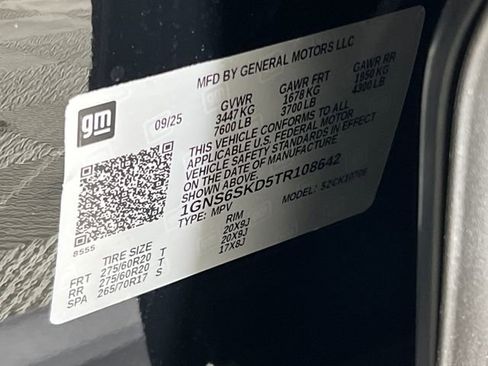 MFD BY GENERAL MOTORS LLC
gm
09/25
GVWR
3447 KG
7600 LB
GAWR FRT
1678 KG
3700 LB
GAWR RR
1950 KG
4300 LB
THIS VEHICLE CONFORMS TO ALL
APPLICABLE U.S. FEDERAL MOTOR
VEHICLE SAFETY STANDARDS IN EFFECT
ON THE DATE OF MANUFACTURE
SHOWN ABOVE.
1GNS6SKD5TR108642
TYPE: MPV
MODEL:
8555
TIRE SIZE
RIM
FRT 275/60R20 T 20X9J
RR 275/60R20 T 20X9J
SPA 265/70R17 S 17X8J